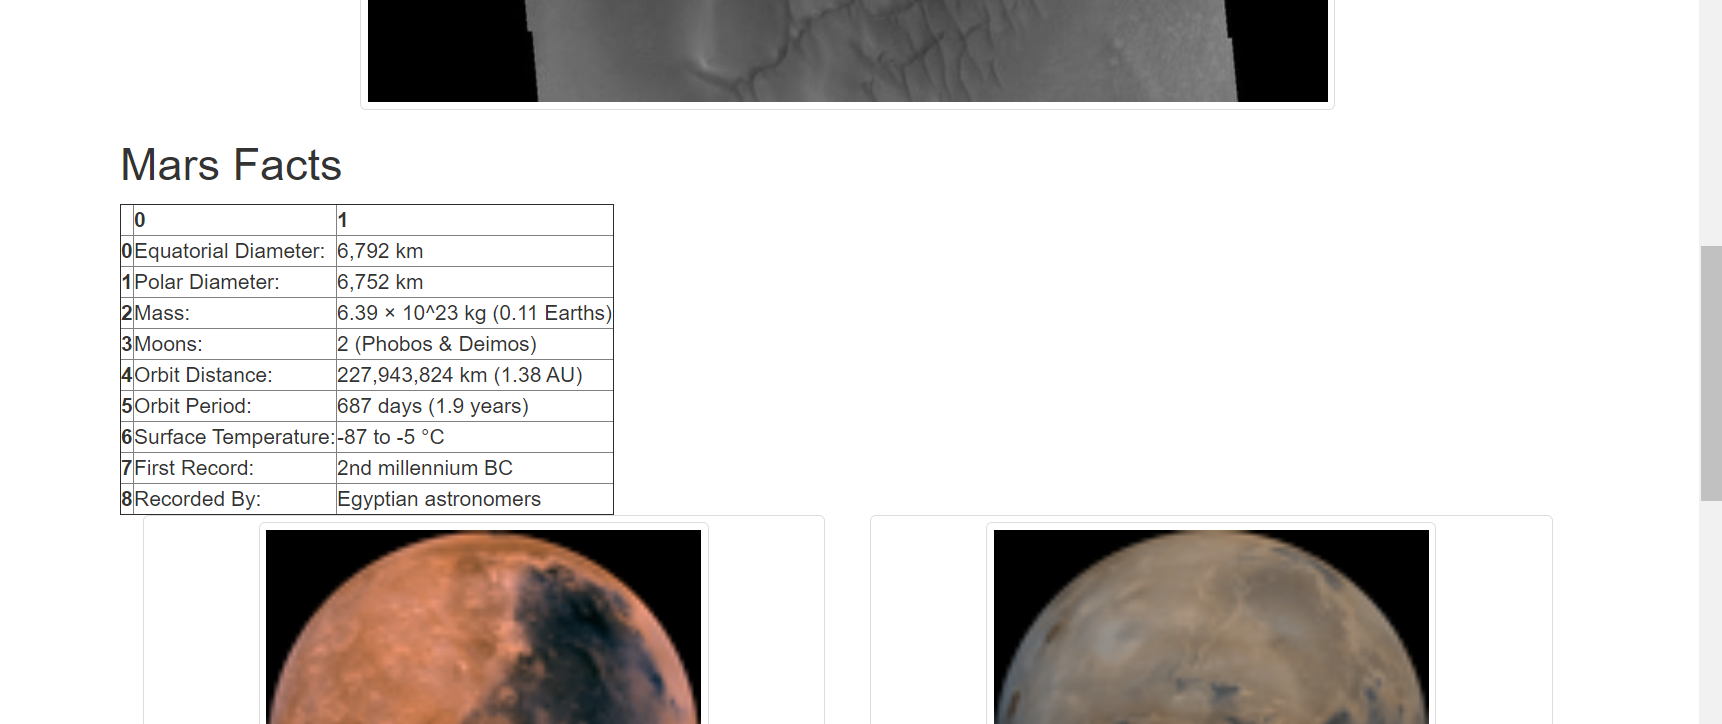 Mars Facts
0 1
0 Equatorial Diameter: 6,792 km
1 Polar Diameter: 6,752 km
2 Mass: 6.39 × 10^23 kg (0.11 Earths)
3 Moons: 2 (Phobos & Deimos)
4 Orbit Distance: 227,943,824 km (1.38 AU)
5 Orbit Period: 687 days (1.9 years)
6 Surface Temperature: -87 to -5 °C
7 First Record: 2nd millennium BC
8 Recorded By: Egyptian astronomers